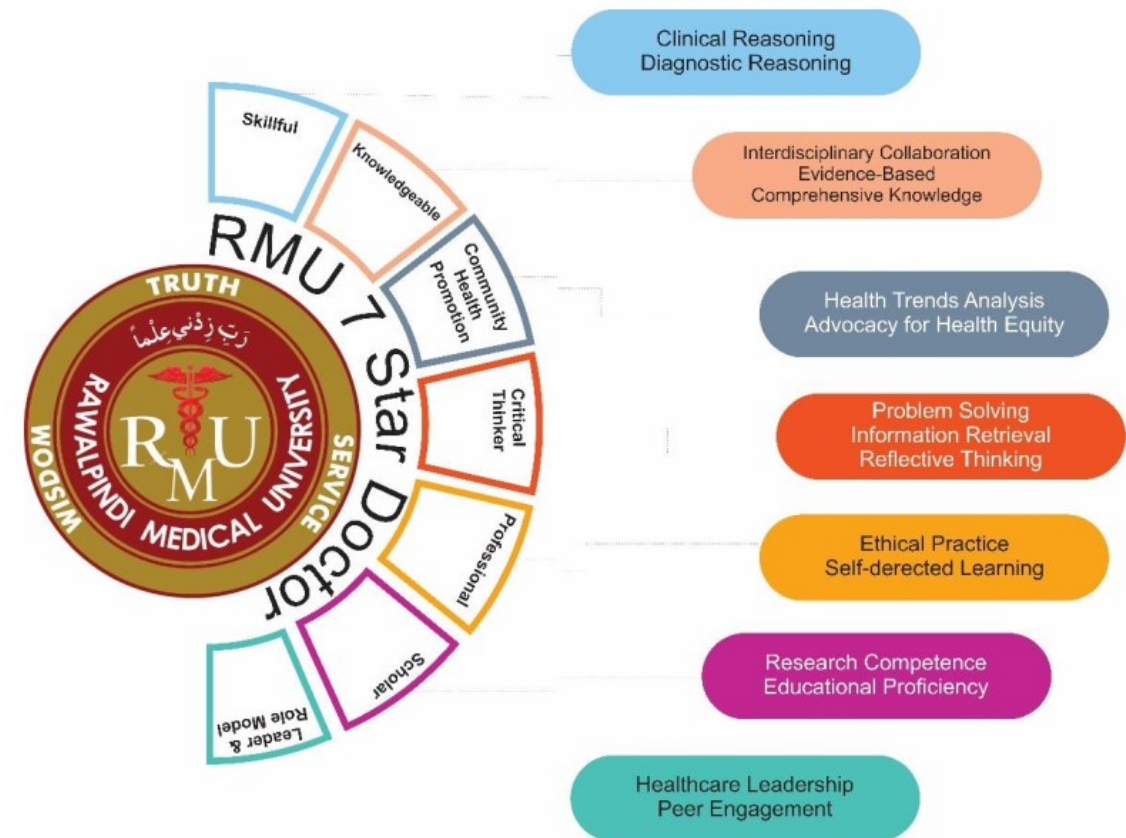 Clinical Reasoning
Diagnostic Reasoning
Skillful
Interdisciplinary Collaboration
Evidence-Based
Comprehensive Knowledge
Knowledgeable
Health Trends Analysis
Advocacy for Health Equity
Community
Health
Promotion
Problem Solving
Information Retrieval
Reflective Thinking
Critical
Thinker
Ethical Practice
Self-derected Learning
Professional
Research Competence
Educational Proficiency
Scholar
Healthcare Leadership
Peer Engagement
Leader &
Role Model
RMU 7 Star Doctor
TRUTH
WISDOM
SERVICE
رَبِّ زِدْنِي عِلْمًا
RAWALPINDI MEDICAL UNIVERSITY
RMU